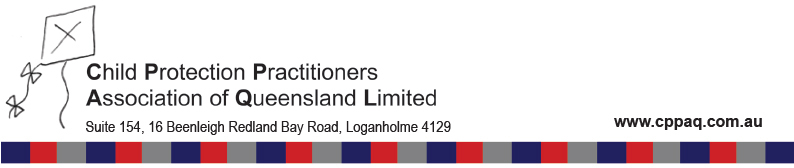 Child Protection Practitioners
Association of Queensland Limited
Suite 154, 16 Beenleigh Redland Bay Road, Loganholme 4129
www.cppaq.com.au